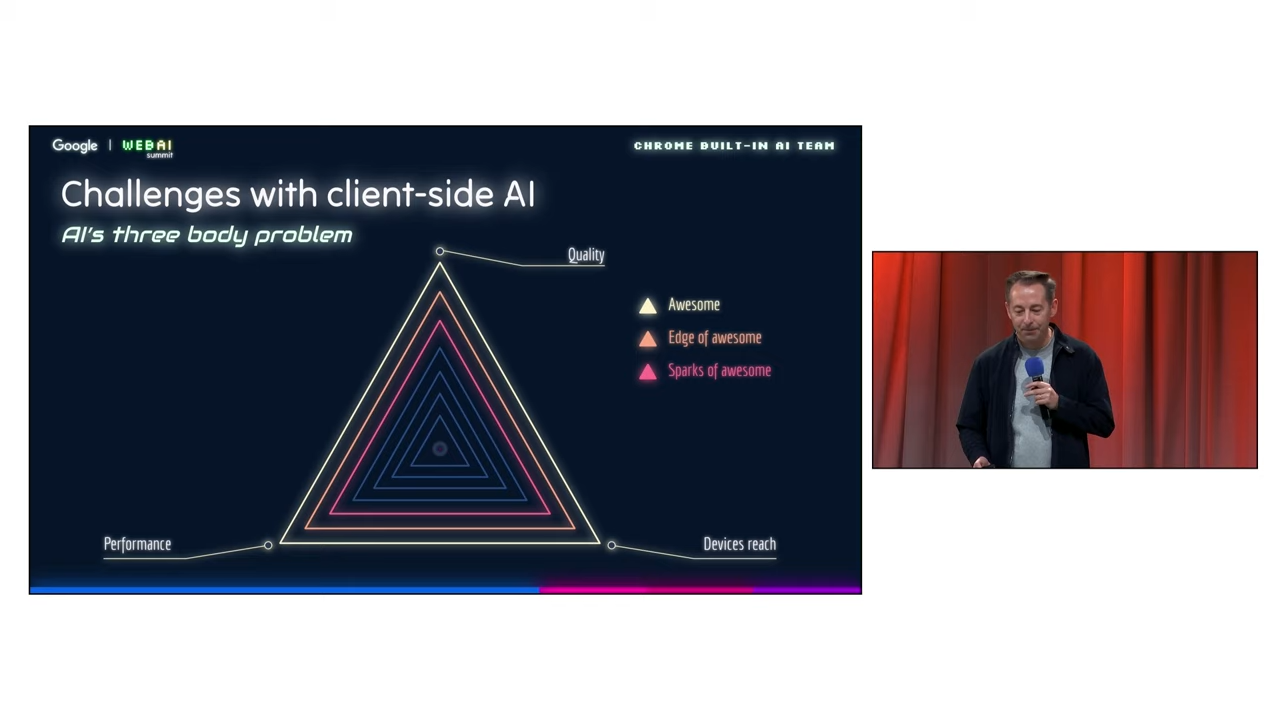 Google | WEBAI
summit
CHROME BUILT-IN AI TEAM
Challenges with client-side AI
AI's three body problem
Quality
Awesome
Edge of awesome
Sparks of awesome
Performance
Devices reach